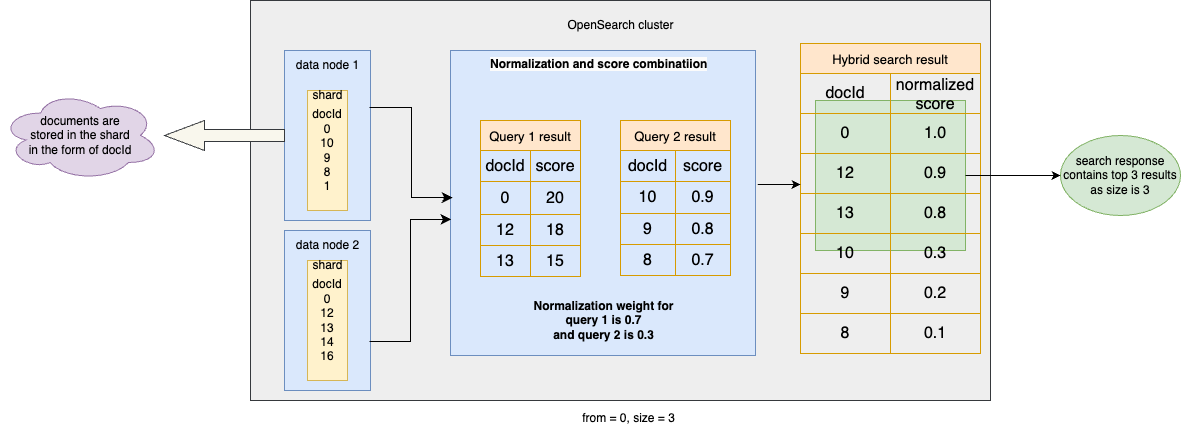 OpenSearch cluster
documents are
stored in the shard
in the form of docId
data node 1
shard
docId
0
10
9
8
1
data node 2
shard
docId
0
12
13
14
16
Normalization and score combinatiion
Query 1 result
docId score
0 20
12 18
13 15
Query 2 result
docId score
10 0.9
9 0.8
8 0.7
Normalization weight for
query 1 is 0.7
and query 2 is 0.3
Hybrid search result
docId normalized
score
0 1.0
12 0.9
13 0.8
10 0.3
9 0.2
8 0.1
search response
contains top 3 results
as size is 3
from = 0, size = 3